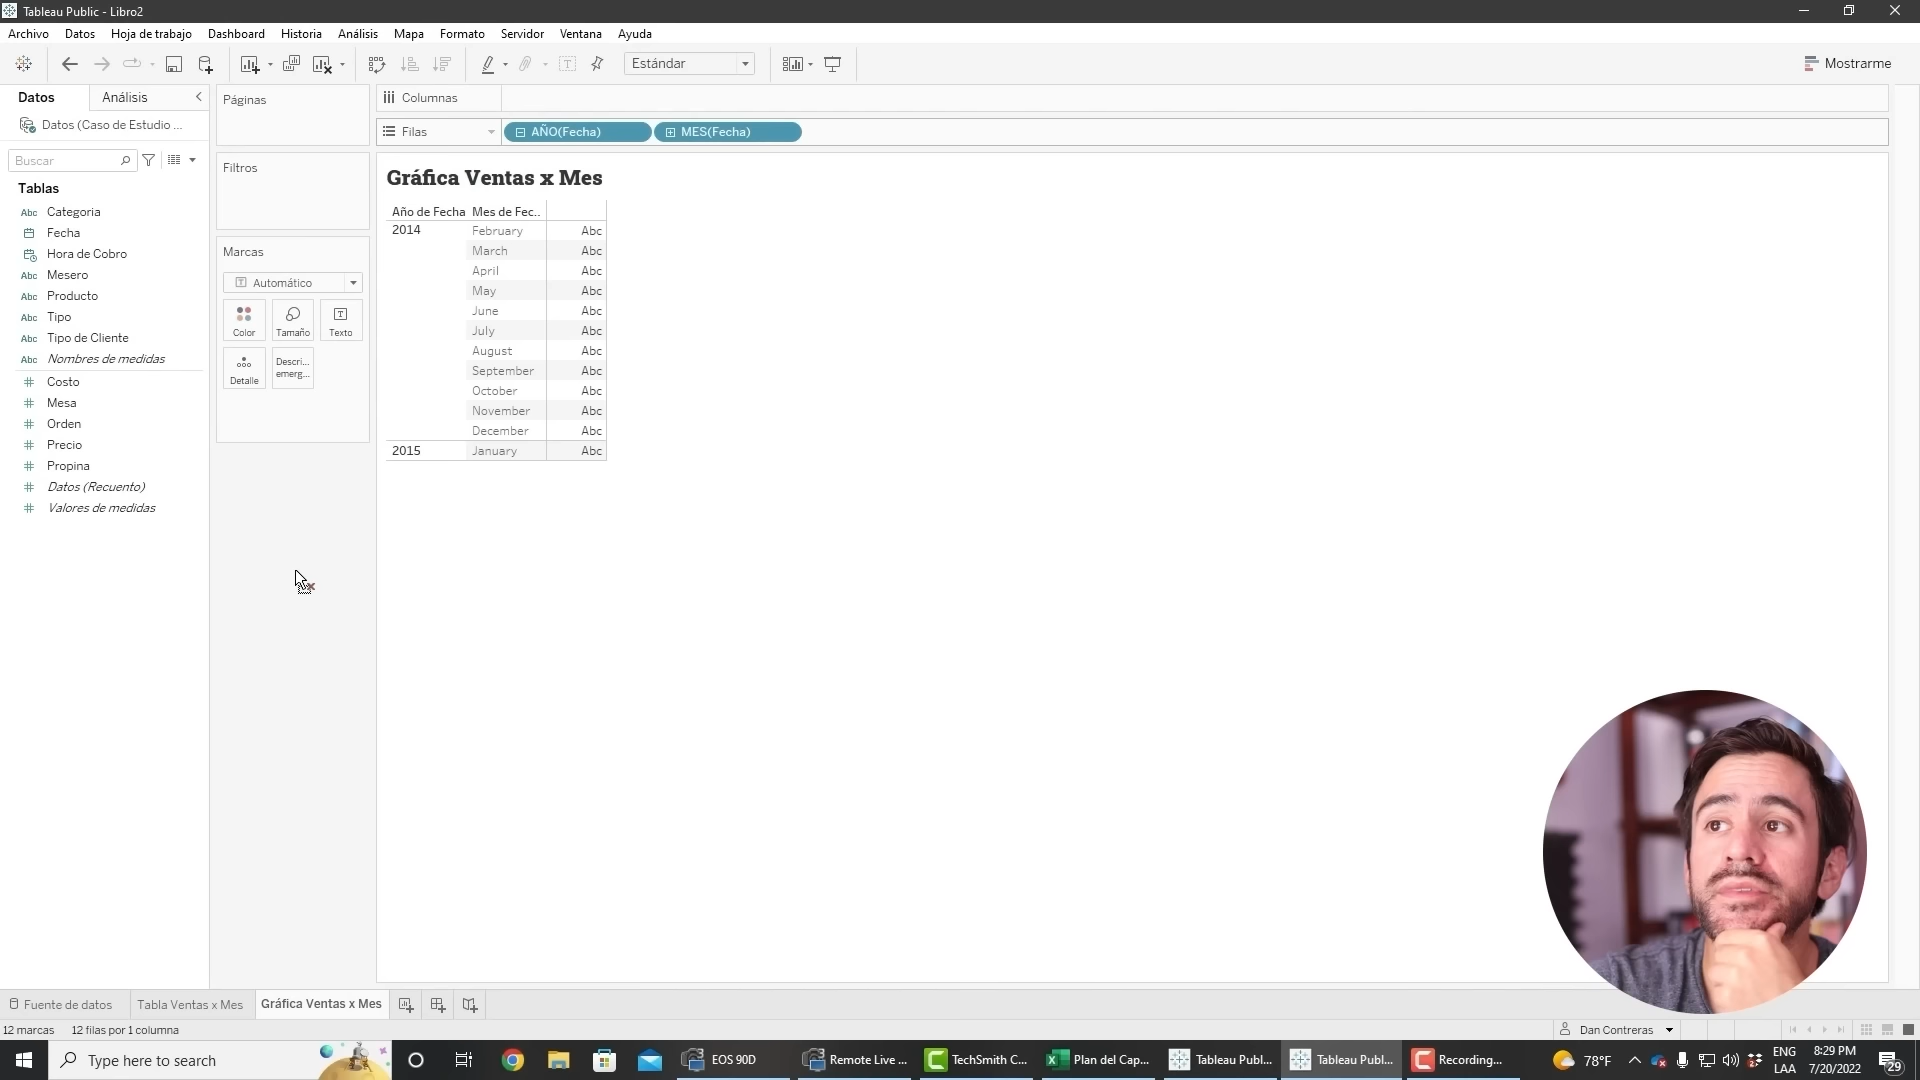 Tableau Public - Libro2
Archivo Datos Hoja de trabajo Dashboard Historia Análisis Mapa Formato Servidor Ventana Ayuda
Estándar
Mostrarme
Datos Análisis
Datos (Caso de Estudio ...
Buscar
Tablas
Abc Categoria
Fecha
Hora de Cobro
Abc Mesero
Abc Producto
Abc Tipo
Abc Tipo de Cliente
Abc Nombres de medidas
Costo
Mesa
Orden
Precio
Propina
Datos (Recuento)
Valores de medidas
Páginas
Filtros
Marcas
Automático
Color Tamaño Texto
Detalle
Descri...
emerg...
Columnas
Filas AÑO(Fecha) MES(Fecha)
Gráfica Ventas x Mes
Año de Fecha Mes de Fec..
2014 February Abc
March Abc
April Abc
May Abc
June Abc
July Abc
August Abc
September Abc
October Abc
November Abc
December Abc
2015 January Abc
Fuente de datos Tabla Ventas x Mes Gráfica Ventas x Mes
12 marcas 12 filas por 1 columna
Dan Contreras
Type here to search
EOS 90D
Remote Live ...
TechSmith C...
Plan del Cap...
Tableau Publ...
Tableau Publ...
Recording...
78°F
ENG
LAA
8:29 PM
7/20/2022
29